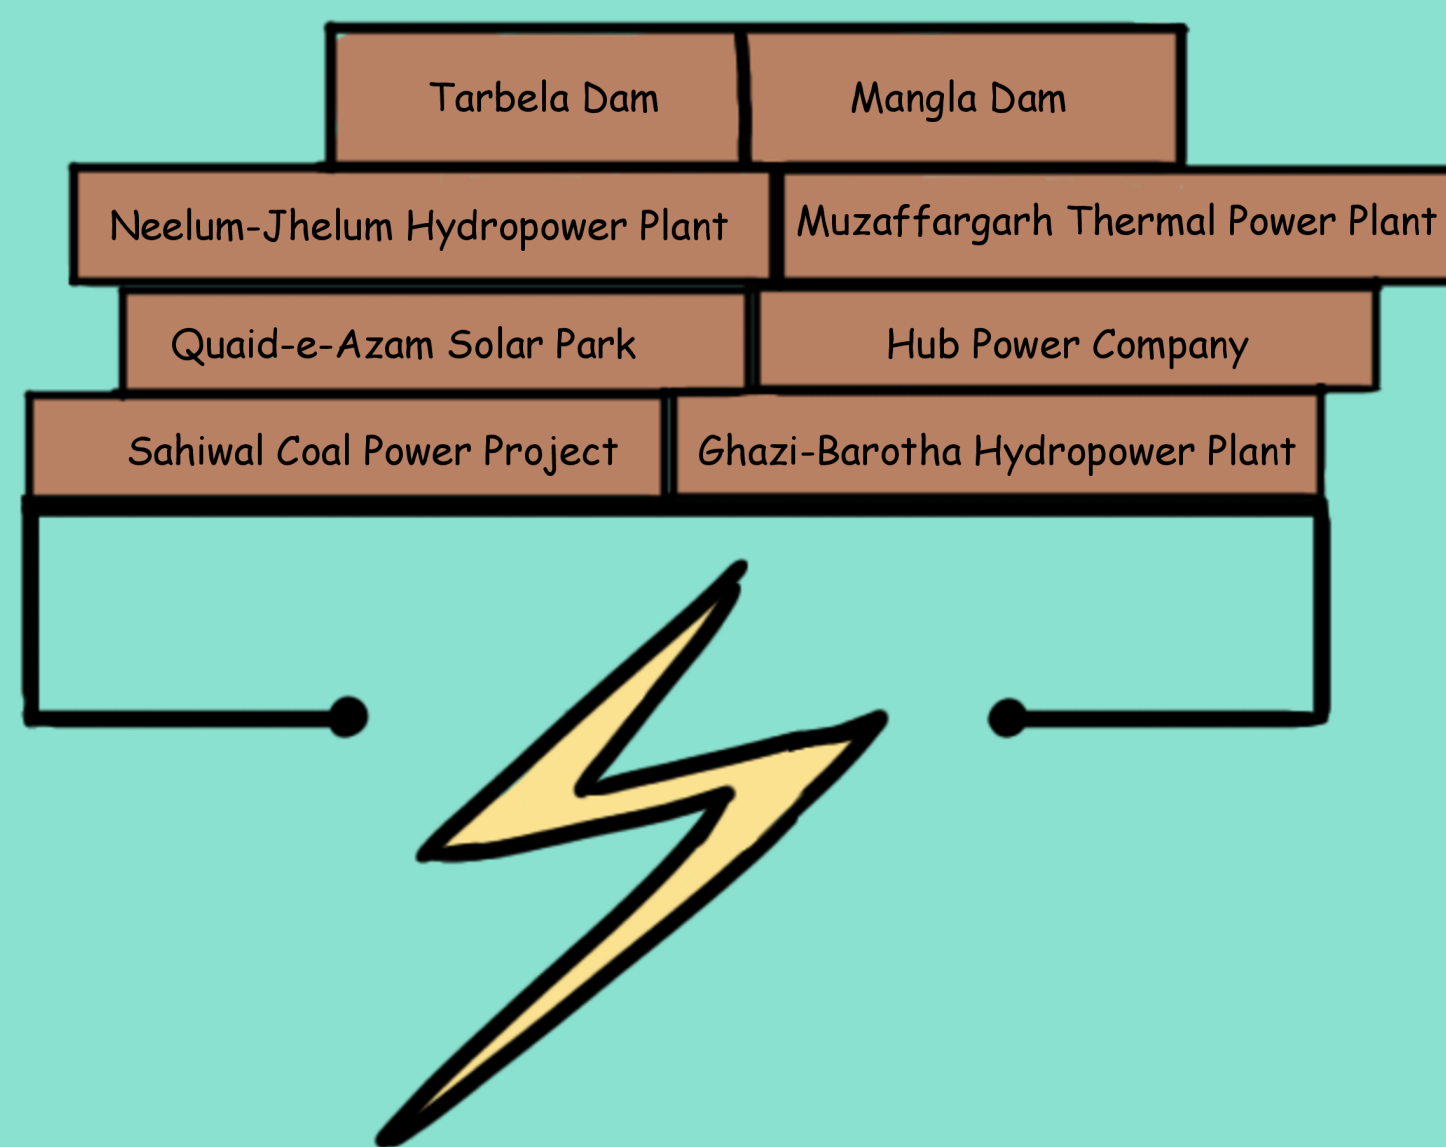 Tarbela Dam
Mangla Dam
Neelum-Jhelum Hydropower Plant
Muzaffargarh Thermal Power Plant
Quaid-e-Azam Solar Park
Hub Power Company
Sahiwal Coal Power Project
Ghazi-Barotha Hydropower Plant